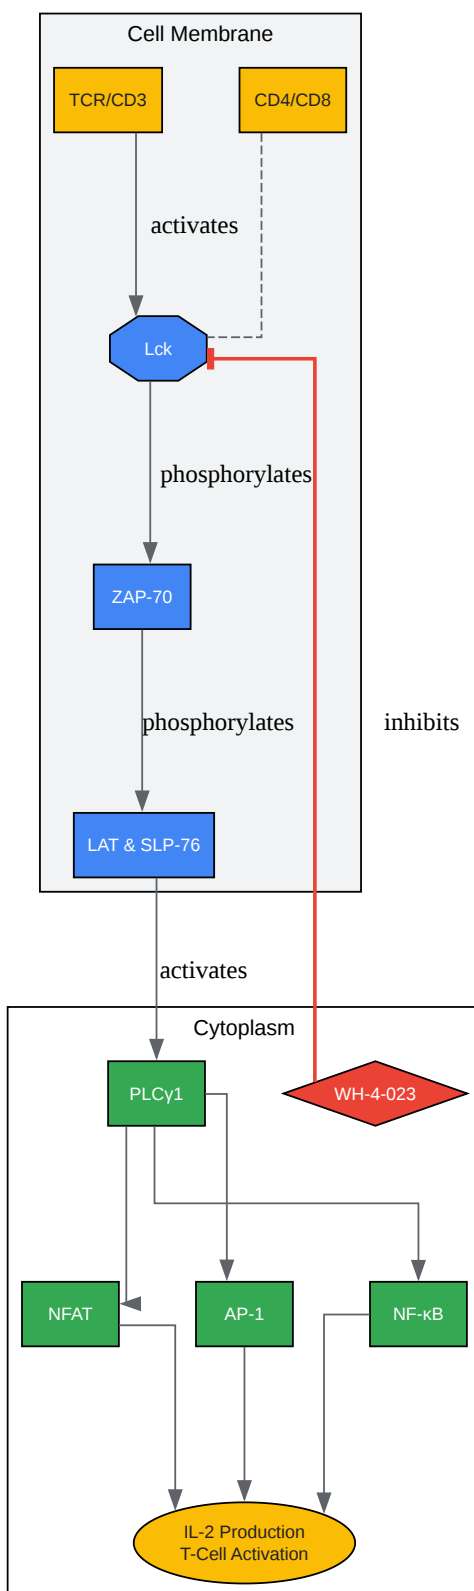 Cell Membrane
TCR/CD3
CD4/CD8
activates
Lck
phosphorylates
ZAP-70
phosphorylates
inhibits
LAT & SLP-76
activates
Cytoplasm
PLCγ1
WH-4-023
NFAT
AP-1
NF-κB
IL-2 Production
T-Cell Activation